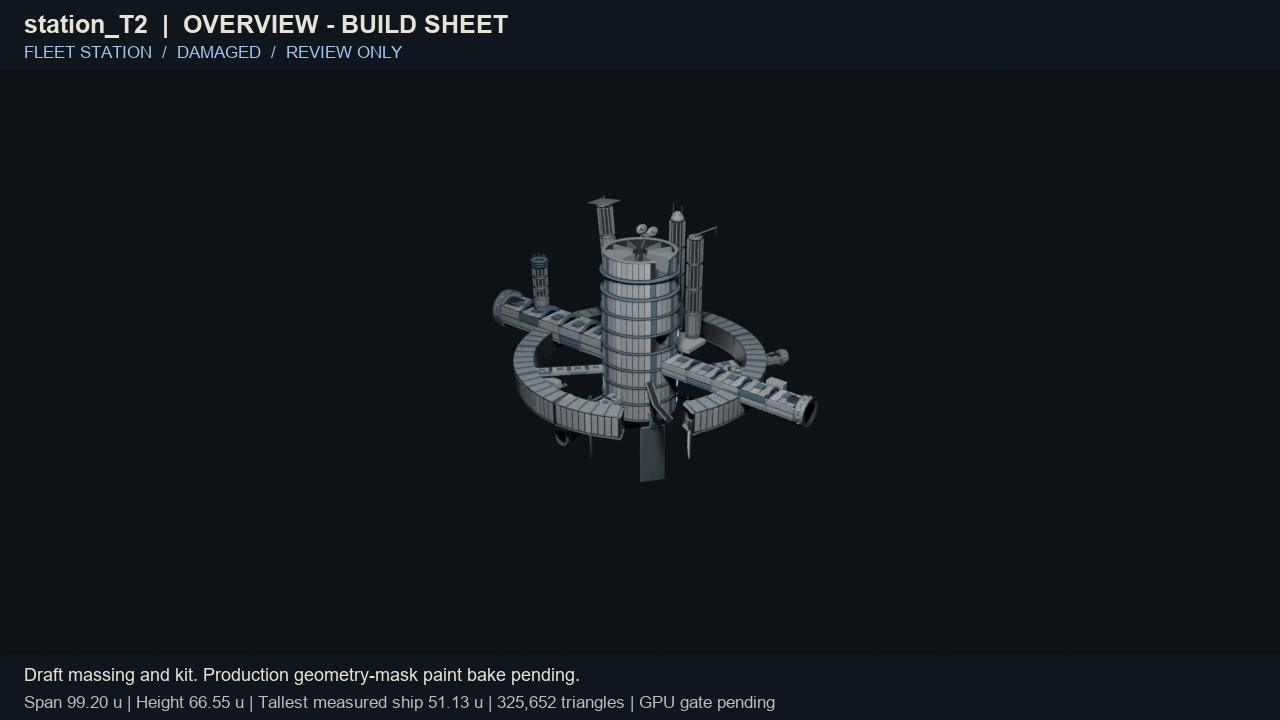 station_T2 | OVERVIEW - BUILD SHEET
FLEET STATION / DAMAGED / REVIEW ONLY
Draft massing and kit. Production geometry-mask paint bake pending.
Span 99.20 u | Height 66.55 u | Tallest measured ship 51.13 u | 325,652 triangles | GPU gate pending